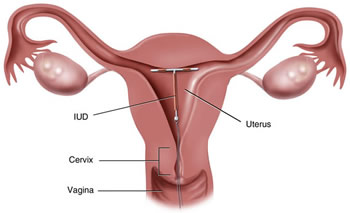 IUD
Uterus
Cervix
Vagina